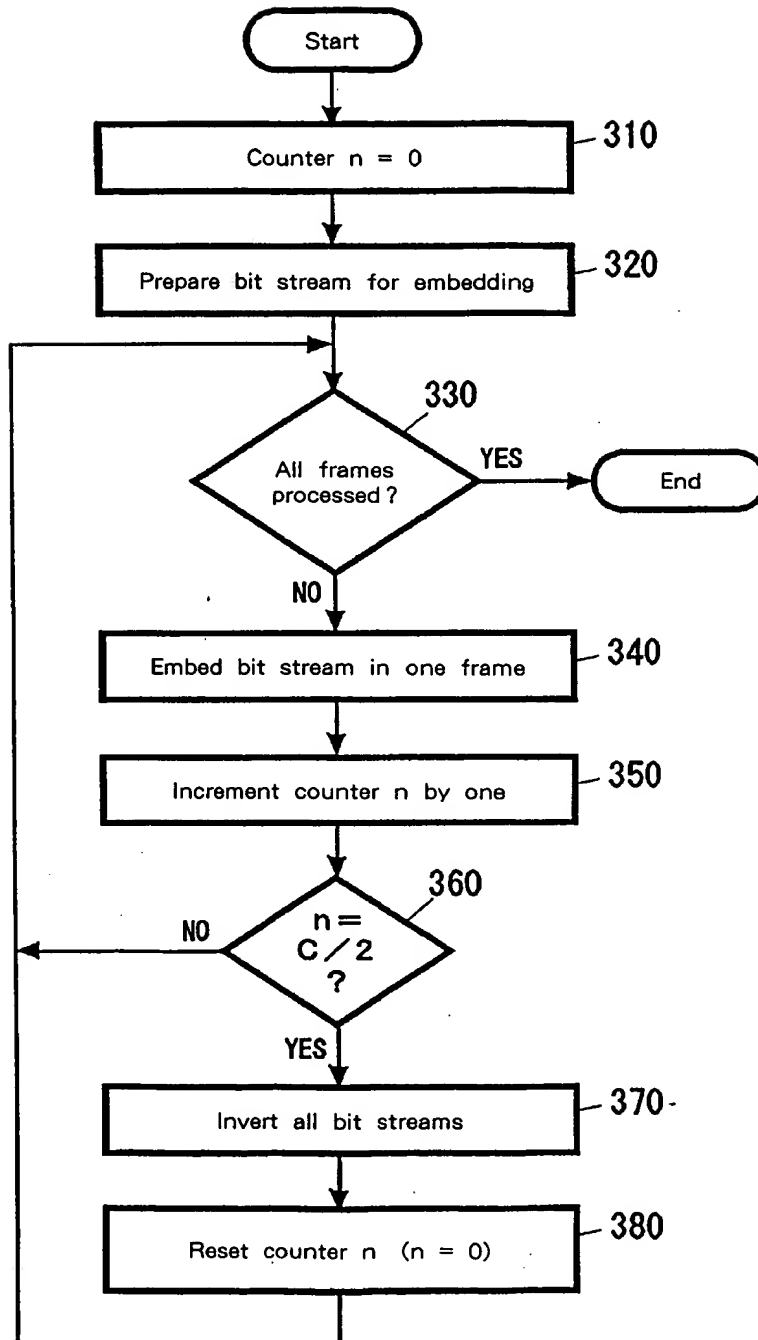 Start
310
Counter n = 0
320
Prepare bit stream for embedding
330
All frames
processed?
YES
End
NO
340
Embed bit stream in one frame
350
Increment counter n by one
360
n=
C/2
?
NO
YES
370
Invert all bit streams
380
Reset counter n (n = 0)